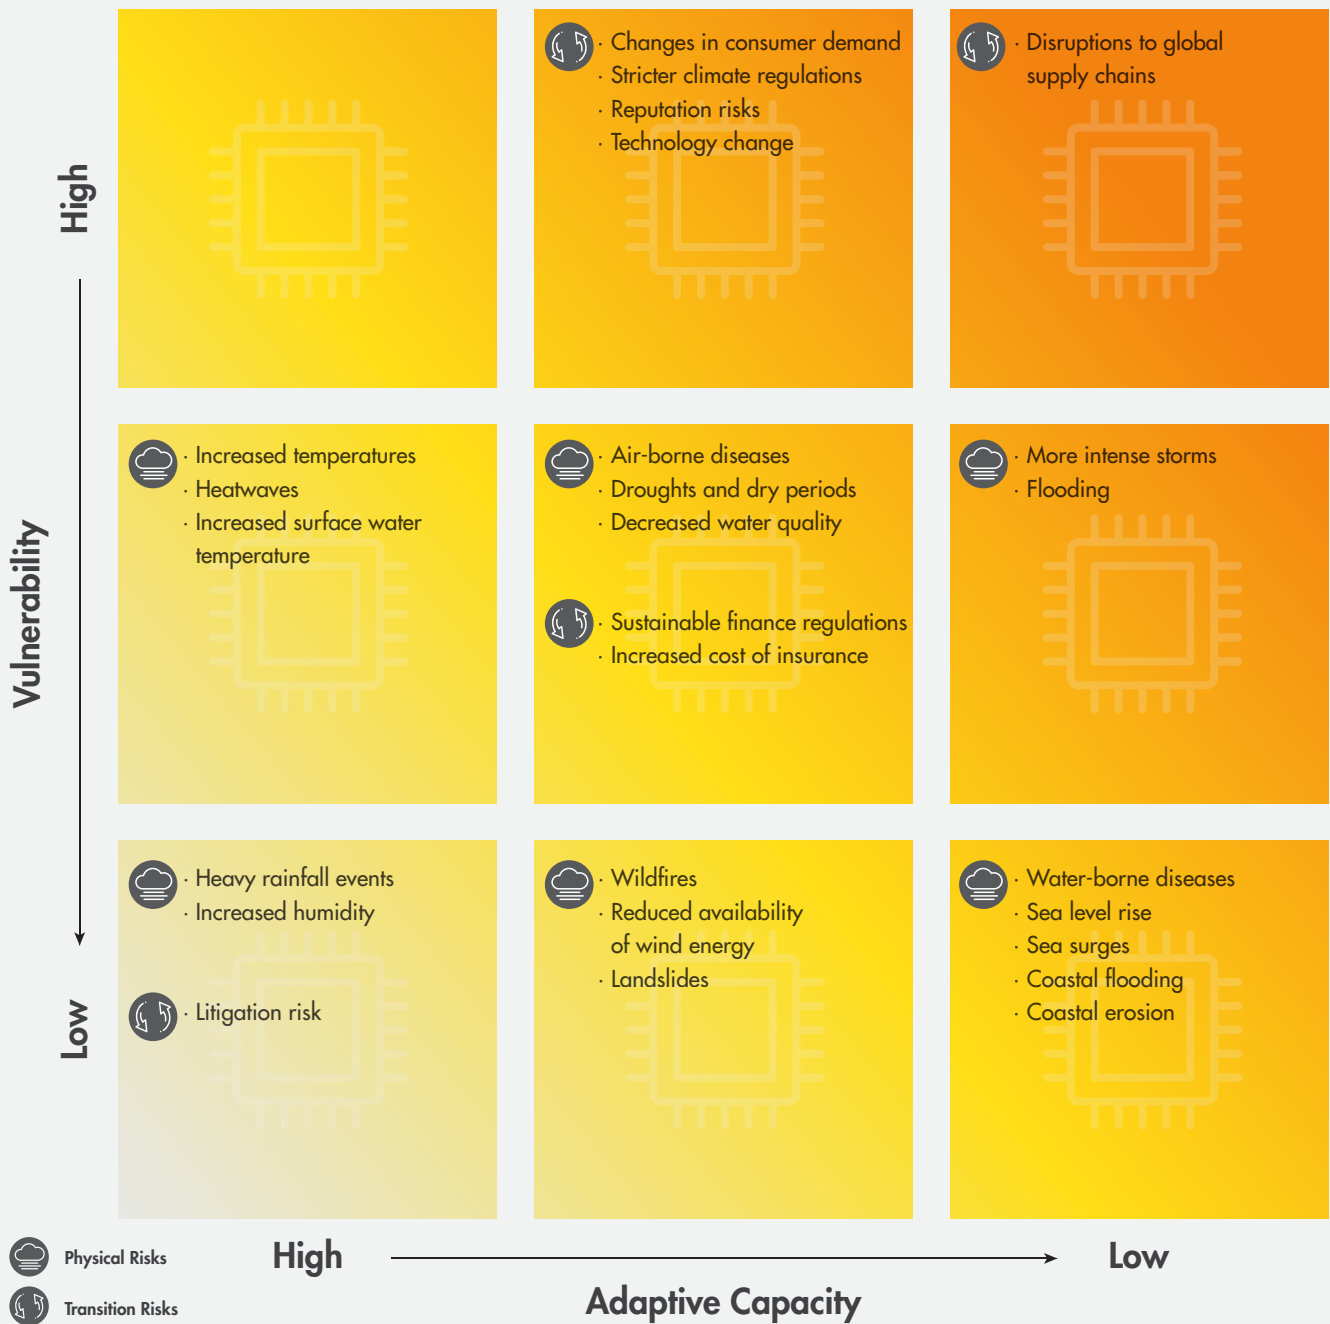 High
Vulnerability
Low
· Changes in consumer demand
· Stricter climate regulations
· Reputation risks
· Technology change
· Disruptions to global
supply chains
· Increased temperatures
· Heatwaves
· Increased surface water
temperature
· Air-borne diseases
· Droughts and dry periods
· Decreased water quality
· Sustainable finance regulations
· Increased cost of insurance
· More intense storms
· Flooding
· Heavy rainfall events
· Increased humidity
· Litigation risk
· Wildfires
· Reduced availability
of wind energy
· Landslides
· Water-borne diseases
· Sea level rise
· Sea surges
· Coastal flooding
· Coastal erosion
Physical Risks
Transition Risks
High
Low
Adaptive Capacity